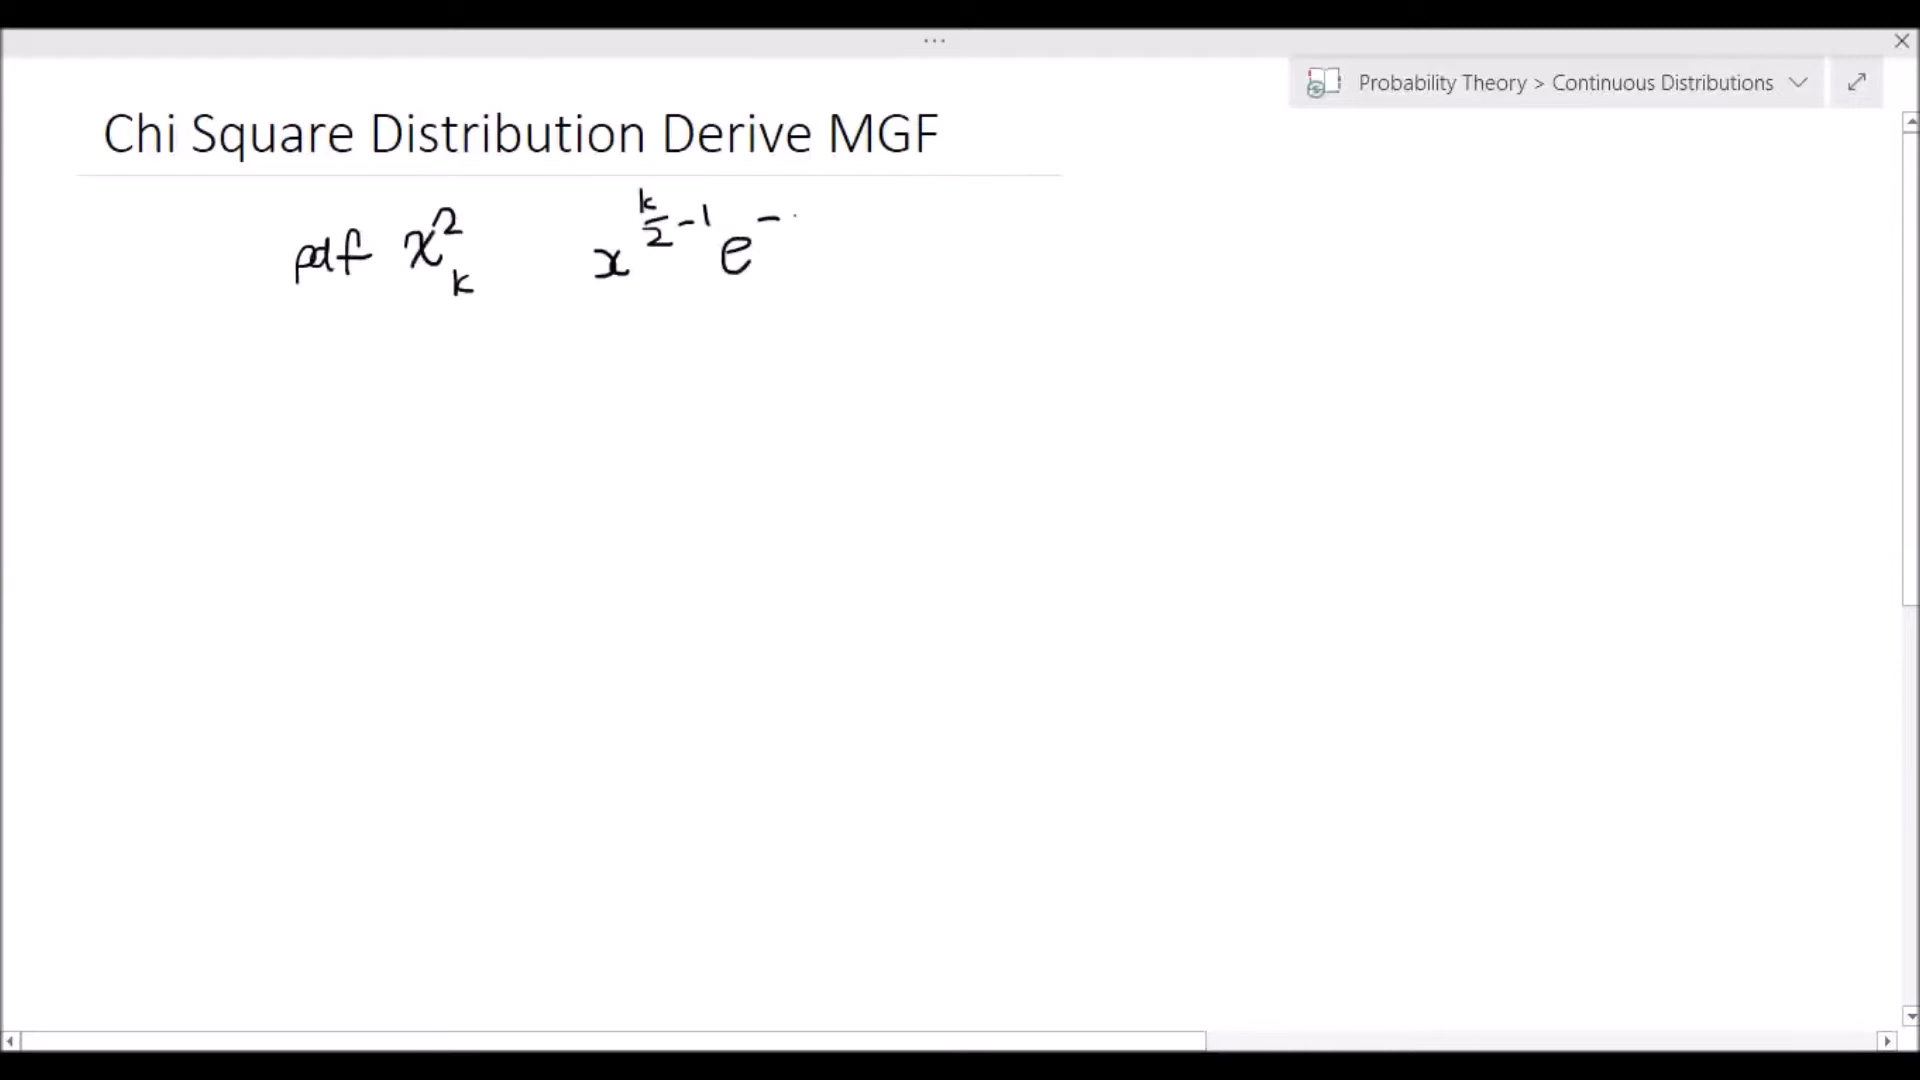 Probability Theory > Continuous Distributions
Chi Square Distribution Derive MGF
pdf χ²ₖ x^(k/2 -1) e^-